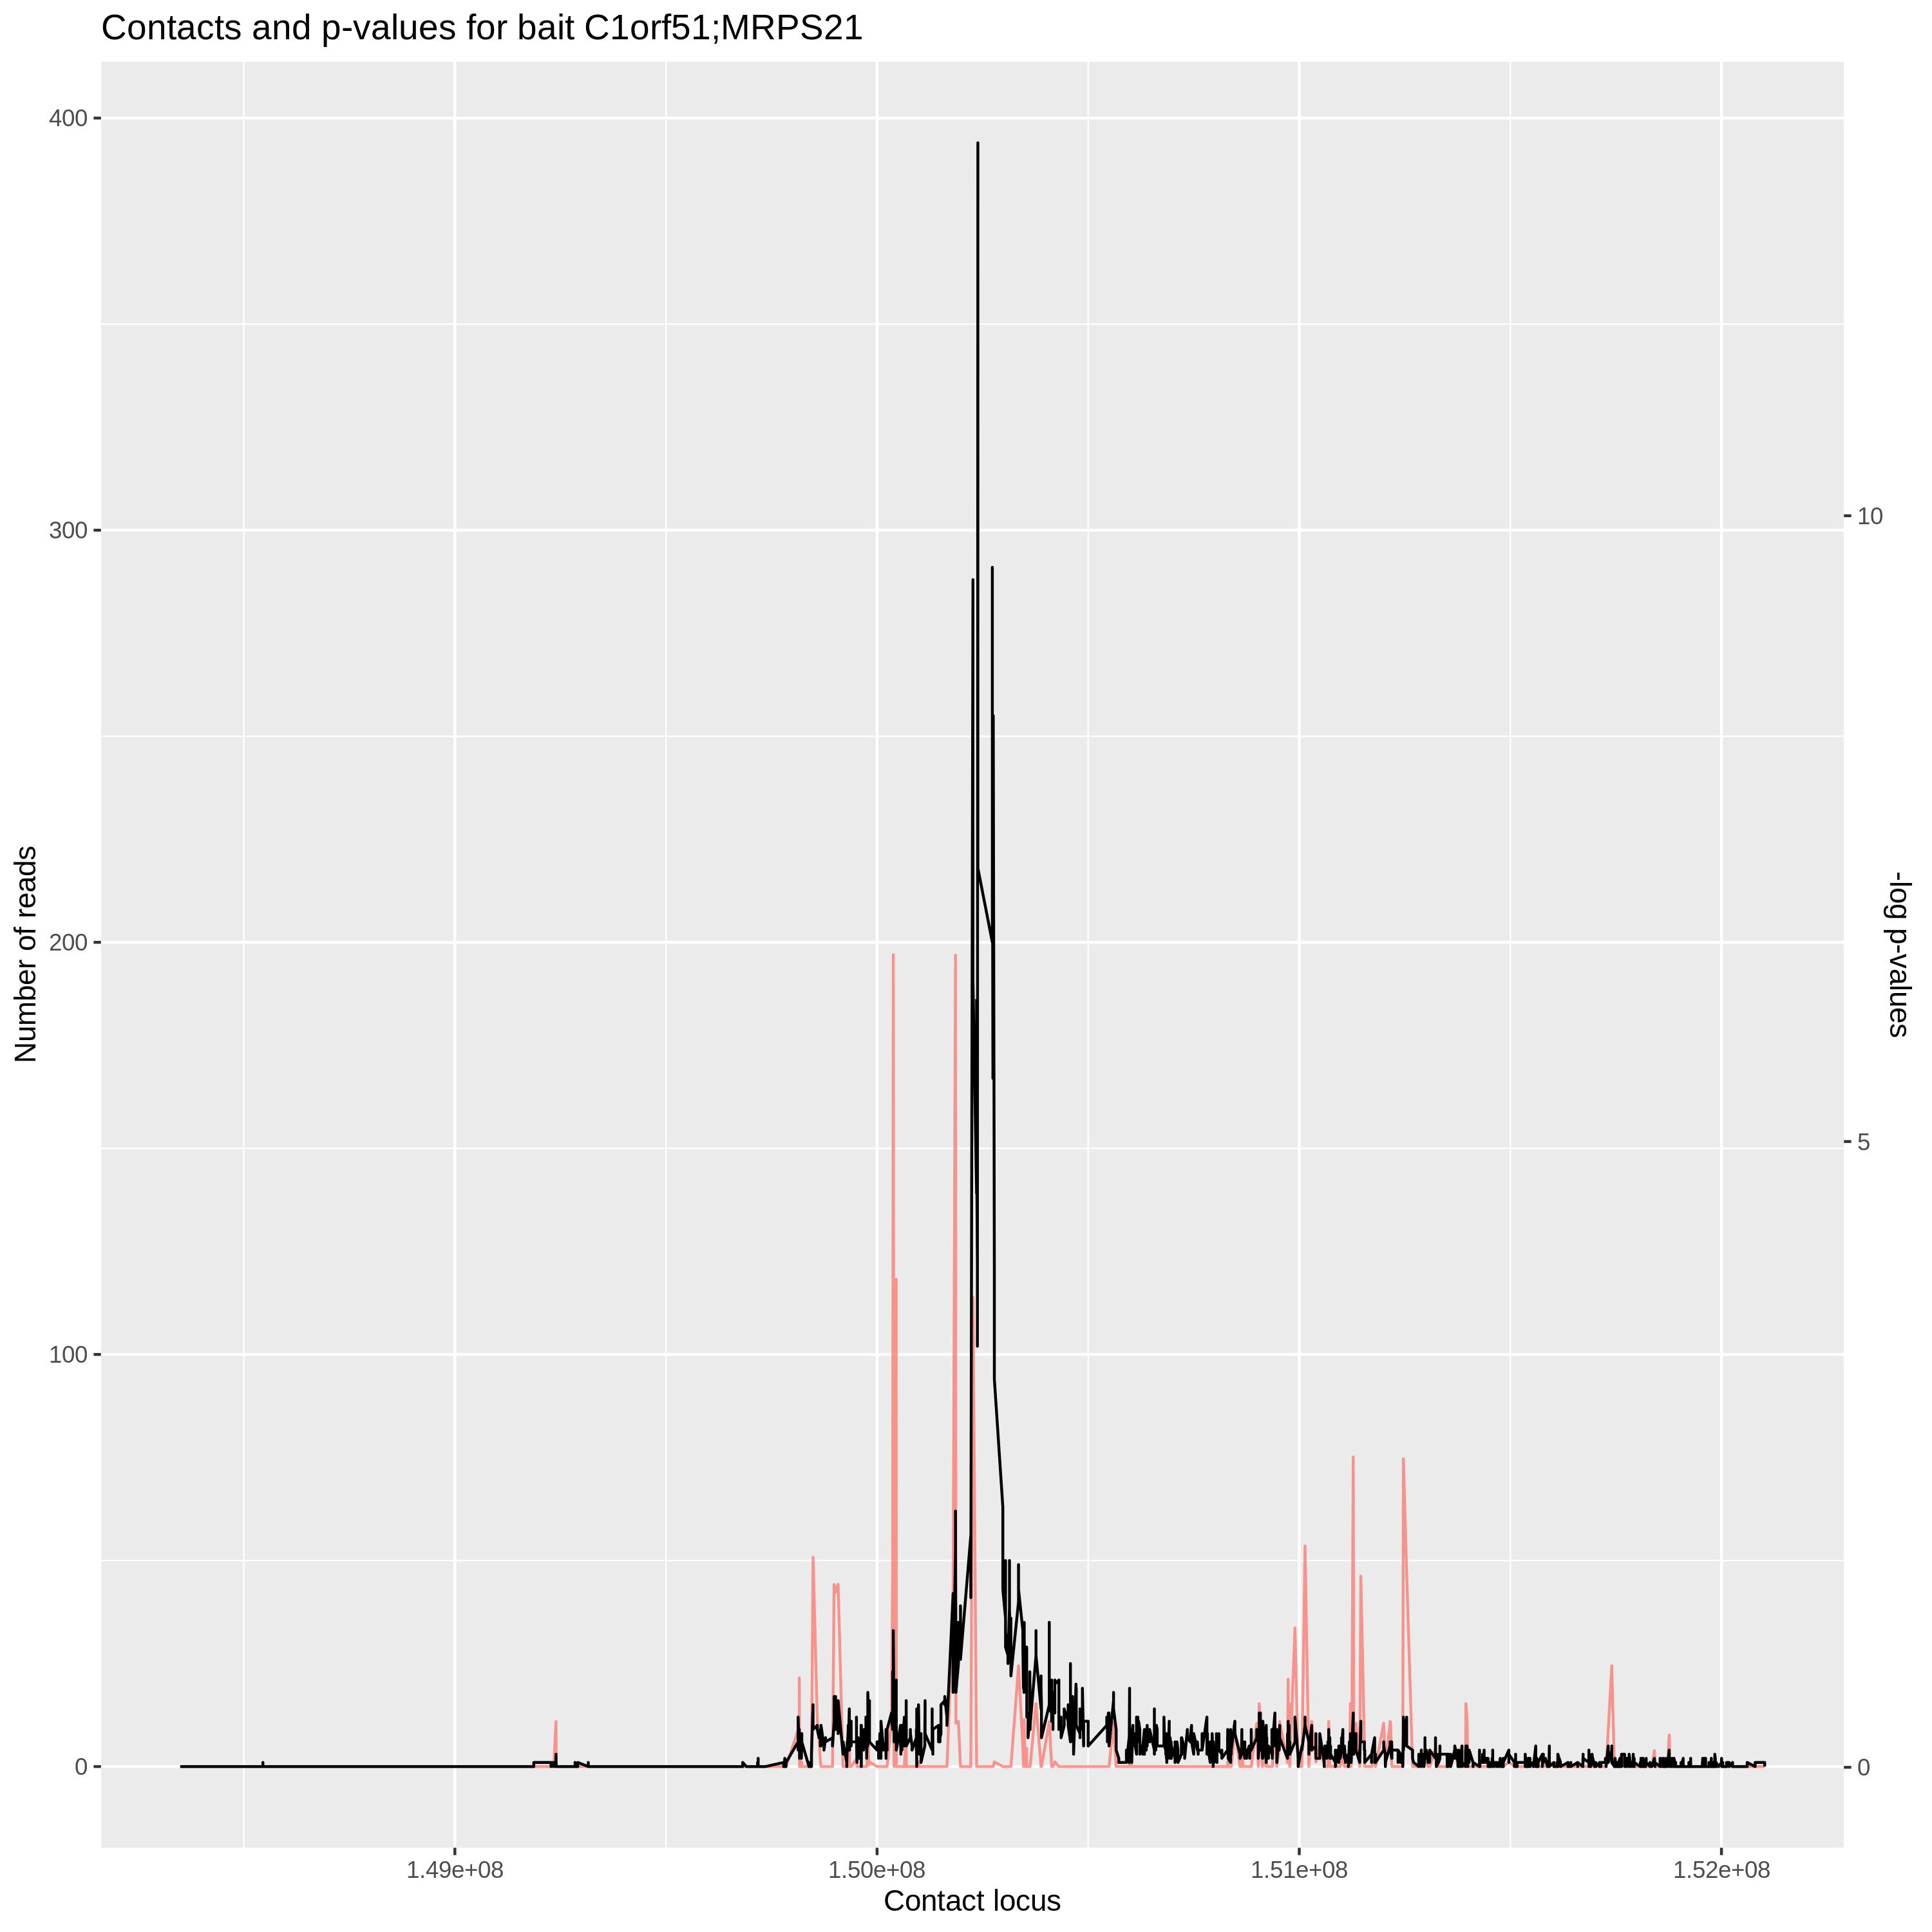 Contacts and p-values for bait C1orf51;MRPS21
400
300
200
100
0
Number of reads
10
5
0
-log p-values
1.49e+08
1.50e+08
1.51e+08
1.52e+08
Contact locus